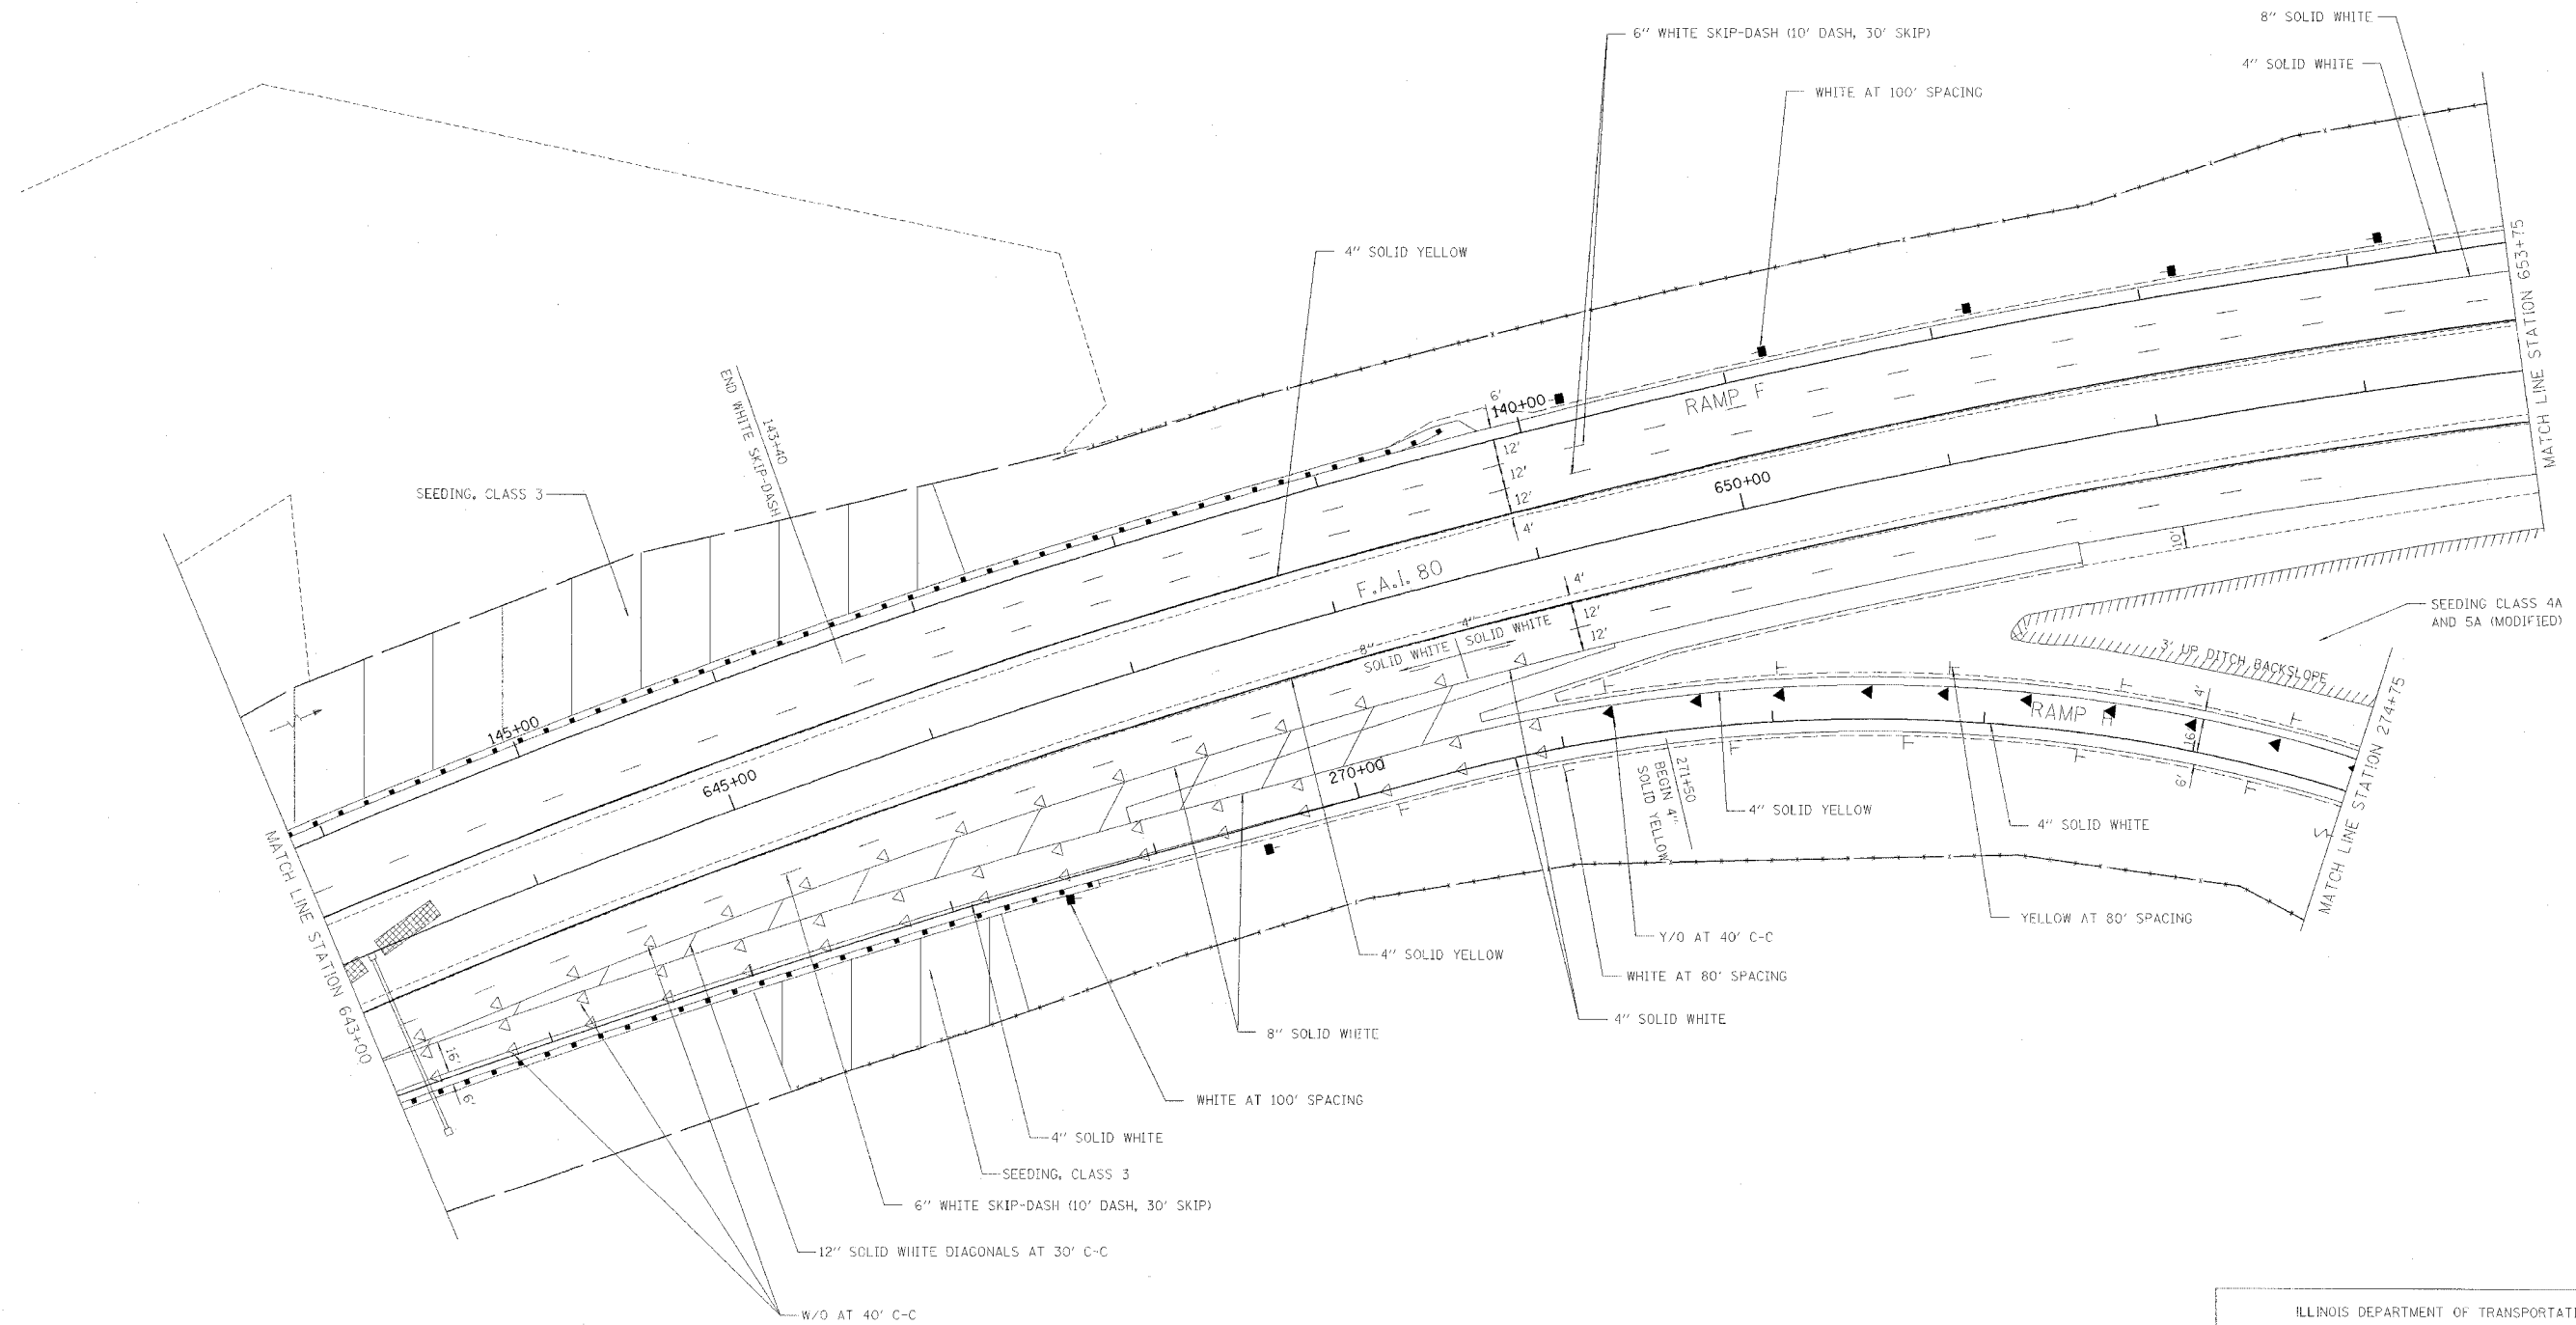 8" SOLID WHITE
6" WHITE SKIP-DASH (10' DASH, 30' SKIP)
4" SOLID WHITE
WHITE AT 100' SPACING
4" SOLID YELLOW
MATCH LINE STATION 653+75
END WHITE SKIP-DASH
143+40
6'
140+00
RAMP F
12'
12'
12'
4'
SEEDING, CLASS 3
650+00
10'
F.A.I. 80
4'
12'
12'
4"
SOLID WHITE
8"
SOLID WHITE
SEEDING CLASS 4A
AND 5A (MODIFIED)
3' UP DITCH BACKSLOPE
4'
RAMP H
16'
6'
145+00
645+00
270+00
271+50
BEGIN 4"
SOLID YELLOW
4" SOLID YELLOW
4" SOLID WHITE
MATCH LINE STATION 274+75
MATCH LINE STATION 643+00
YELLOW AT 80' SPACING
Y/O AT 40' C-C
4" SOLID YELLOW
WHITE AT 80' SPACING
4" SOLID WHITE
8" SOLID WHITE
16'
6'
WHITE AT 100' SPACING
4" SOLID WHITE
SEEDING, CLASS 3
6" WHITE SKIP-DASH (10' DASH, 30' SKIP)
12" SOLID WHITE DIAGONALS AT 30' C-C
W/O AT 40' C-C
ILLINOIS DEPARTMENT OF TRANSPORTATI